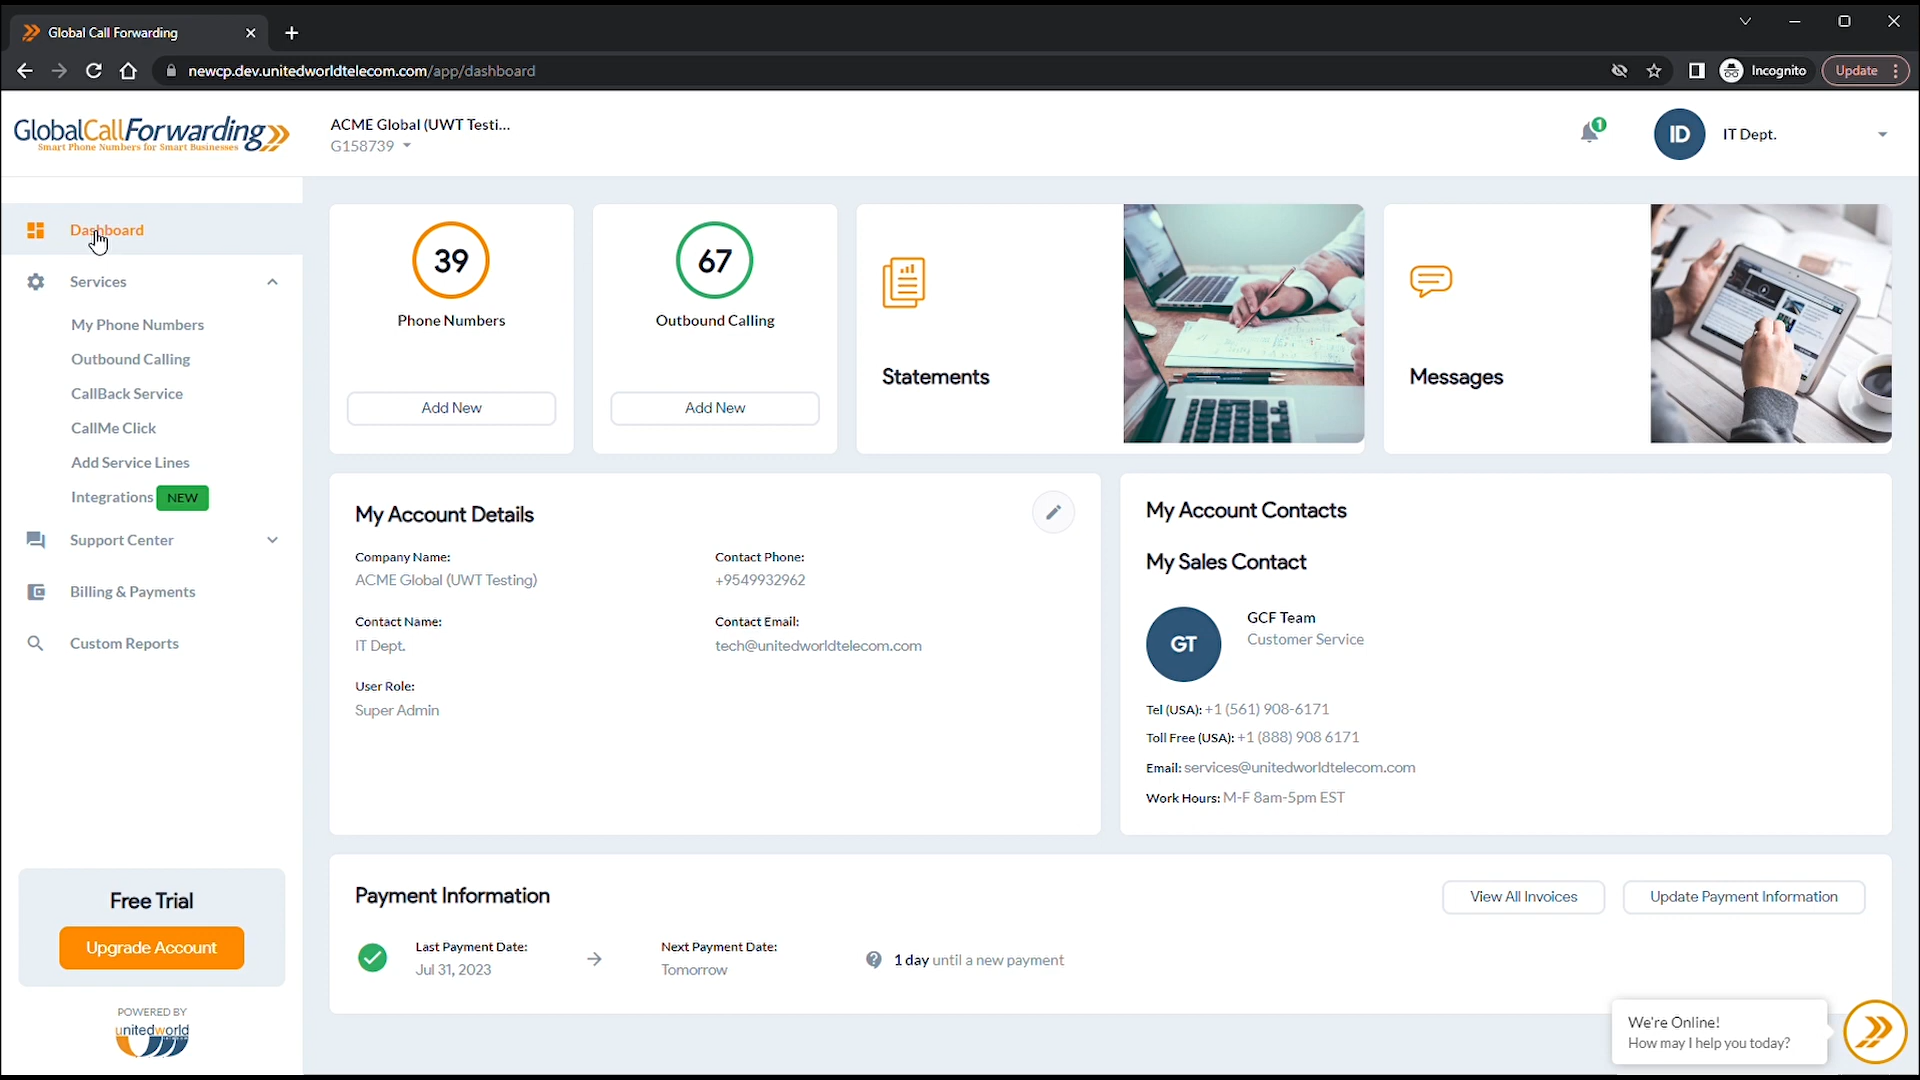 Global Call Forwarding
newcp.dev.unitedworldtelecom.com/app/dashboard
Incognito
Update
GlobalCallForwarding
Smart Phone Numbers for Smart Businesses
ACME Global (UWT Testi...
G158739
1
ID
IT Dept.
Dashboard
Services
My Phone Numbers
Outbound Calling
CallBack Service
CallMe Click
Add Service Lines
Integrations NEW
Support Center
Billing & Payments
Custom Reports
Free Trial
Upgrade Account
POWERED BY
unitedworld
39
Phone Numbers
Add New
67
Outbound Calling
Add New
Statements
Messages
My Account Details
Company Name:
ACME Global (UWT Testing)
Contact Phone:
+9549932962
Contact Name:
IT Dept.
Contact Email:
tech@unitedworldtelecom.com
User Role:
Super Admin
My Account Contacts
My Sales Contact
GT
GCF Team
Customer Service
Tel (USA): +1 (561) 908-6171
Toll Free (USA): +1 (888) 908 6171
Email: services@unitedworldtelecom.com
Work Hours: M-F 8am-5pm EST
Payment Information
View All Invoices
Update Payment Information
Last Payment Date:
Jul 31, 2023
Next Payment Date:
Tomorrow
1 day until a new payment
We're Online!
How may I help you today?